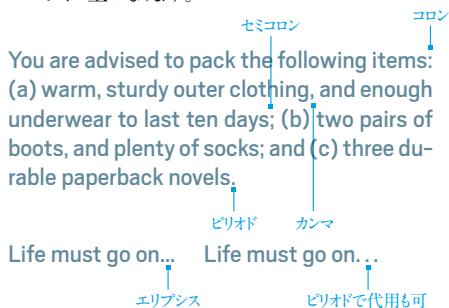 セミコロン
コロン
You are advised to pack the following items:
(a) warm, sturdy outer clothing, and enough
underwear to last ten days; (b) two pairs of
boots, and plenty of socks; and (c) three du-
rable paperback novels.
ピリオド カンマ
Life must go on... Life must go on. . .
エリプシス ピリオドで代用も可